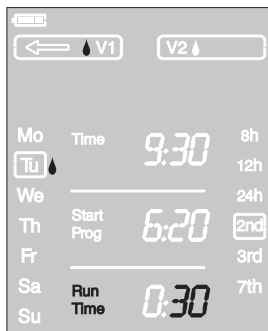 V1 V2
Mo Time 9:30 8h
Tu 12h
We 24h
Th Start Prog 6:20 2nd
Fr 3rd
Sa Run Time 0:30 7th
Su